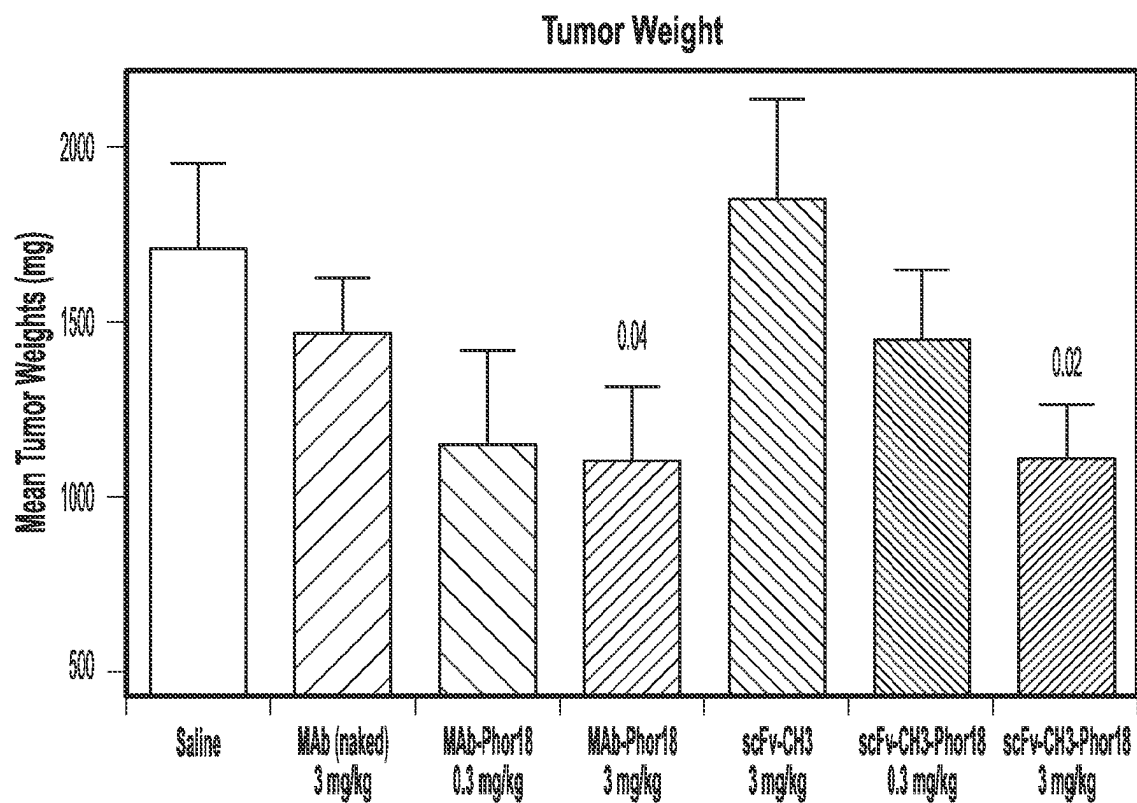 Tumor Weight
Mean Tumor Weights (mg)
2000
1500
1000
500
0.04
0.02
Saline
MAb (naked)
3 mg/kg
MAb-Phor18
0.3 mg/kg
MAb-Phor18
3 mg/kg
scFv-CH3
3 mg/kg
scFv-CH3-Phor18
0.3 mg/kg
scFv-CH3-Phor18
3 mg/kg